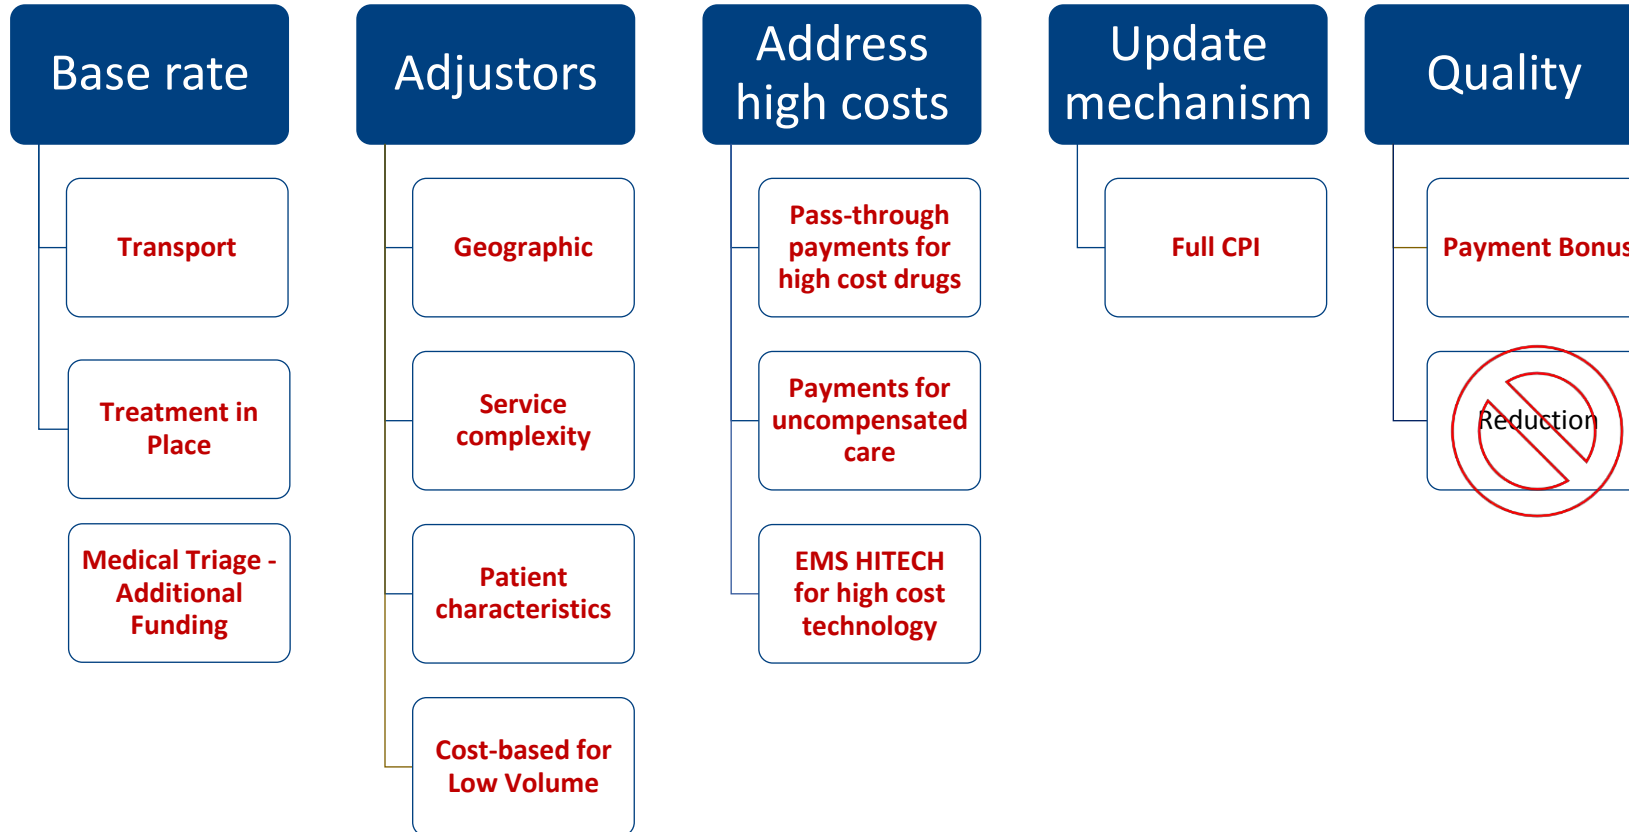 Base rate
Transport
Treatment in
Place
Medical Triage -
Additional
Funding
Adjustors
Geographic
Service
complexity
Patient
characteristics
Cost-based for
Low Volume
Address
high costs
Pass-through
payments for
high cost drugs
Payments for
uncompensated
care
EMS HITECH
for high cost
technology
Update
mechanism
Full CPI
Quality
Payment Bonus
Reduction